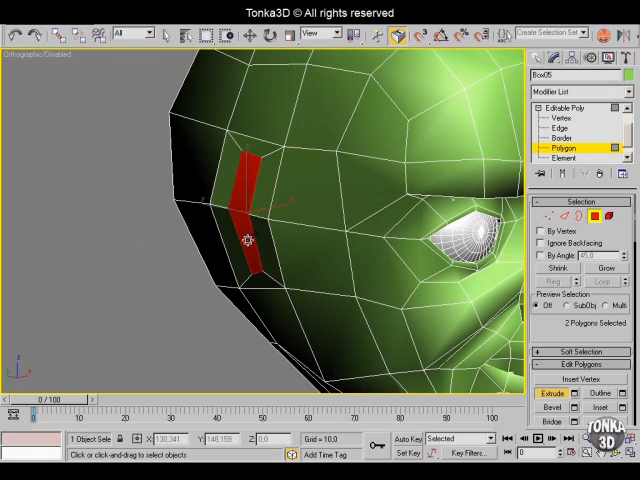 Tonka3D © All rights reserved
All
View
Create Selection Set
Orthographic/Disabled
Box05
Modifier List
Editable Poly
Vertex
Edge
Border
Polygon
Element
Selection
By Vertex
Ignore Backfacing
By Angle: 45,0
Shrink Grow
Ring Loop
Preview Selection
Off SubObj Multi
2 Polygons Selected
Soft Selection
Edit Polygons
Insert Vertex
Extrude Outline
Bevel Inset
Bridge
0 / 100
0 10 20 30 40 50 60 70 80 90 100
1 Object Sele X: 130,341 Y: 148,159 Z: 0,0 Grid = 10,0 Auto Key Selected
Click or click-and-drag to select objects Add Time Tag Set Key Key Filters... 0
TONKA
3D